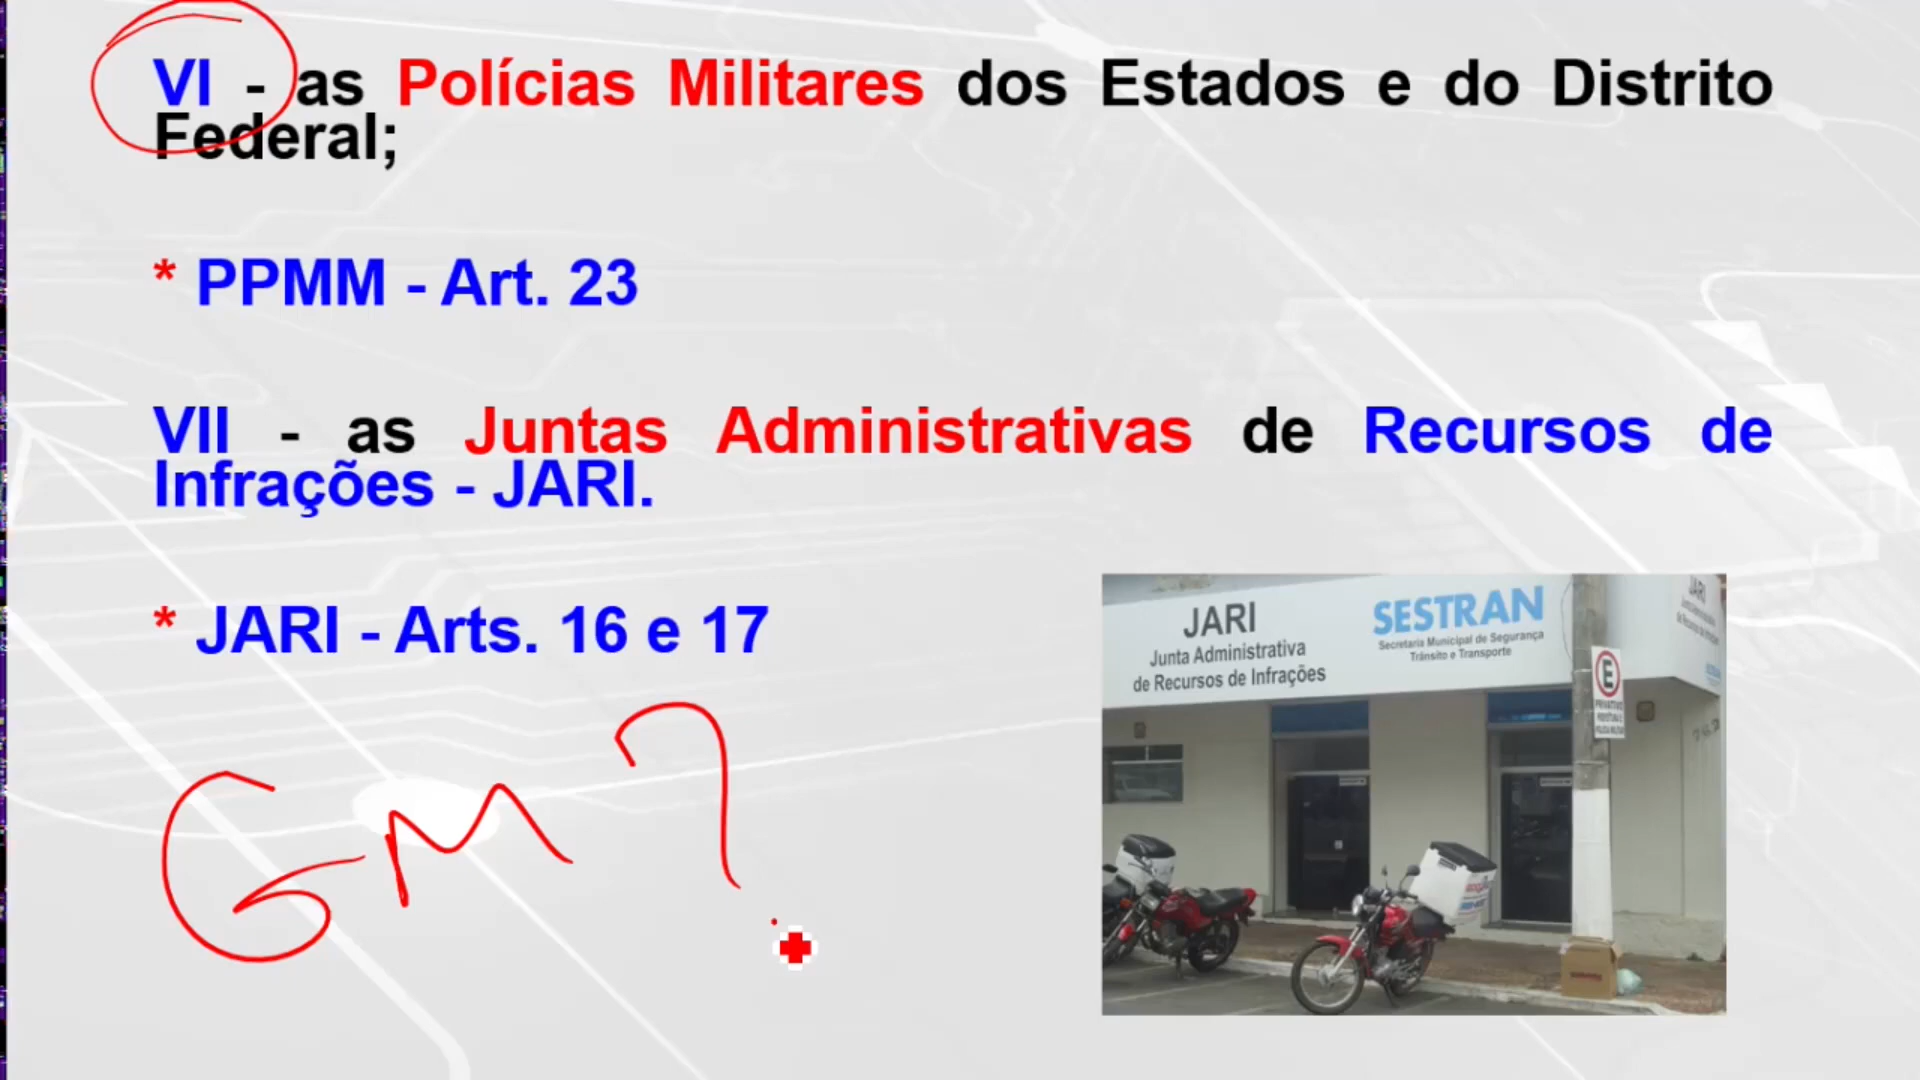 VI - as Polícias Militares dos Estados e do Distrito
Federal;
* PPMM - Art. 23
VII - as Juntas Administrativas de Recursos de
Infrações - JARI.
* JARI - Arts. 16 e 17
GM?
JARI
Junta Administrativa
de Recursos de Infrações
SESTRAN
Secretaria Municipal de Segurança
Trânsito e Transporte
E
JARI